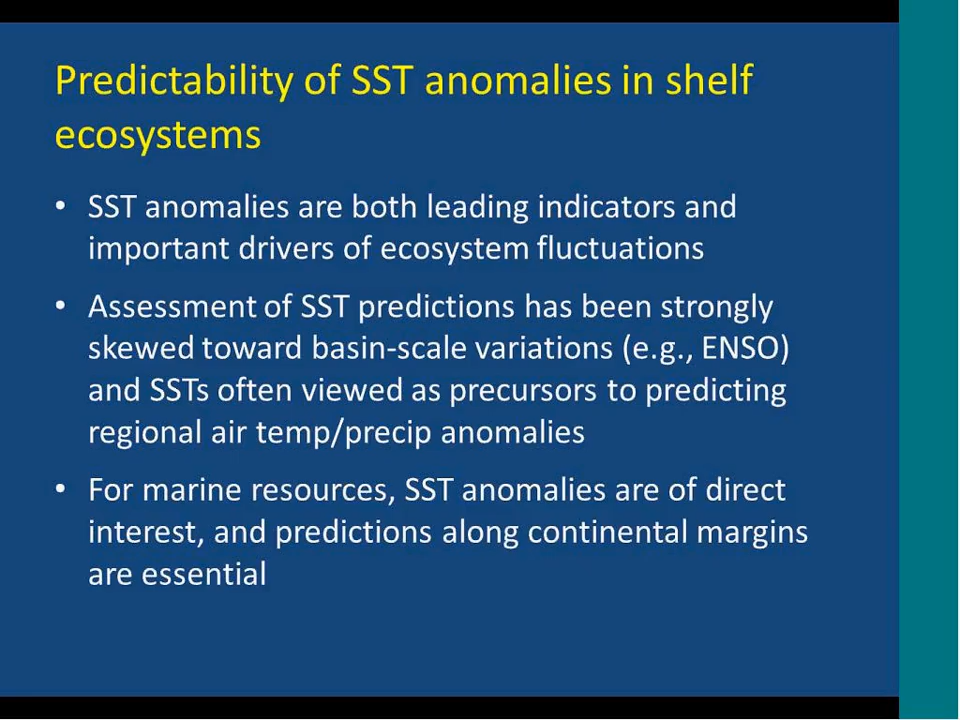 Predictability of SST anomalies in shelf
ecosystems
• SST anomalies are both leading indicators and
important drivers of ecosystem fluctuations
• Assessment of SST predictions has been strongly
skewed toward basin-scale variations (e.g., ENSO)
and SSTs often viewed as precursors to predicting
regional air temp/precip anomalies
• For marine resources, SST anomalies are of direct
interest, and predictions along continental margins
are essential